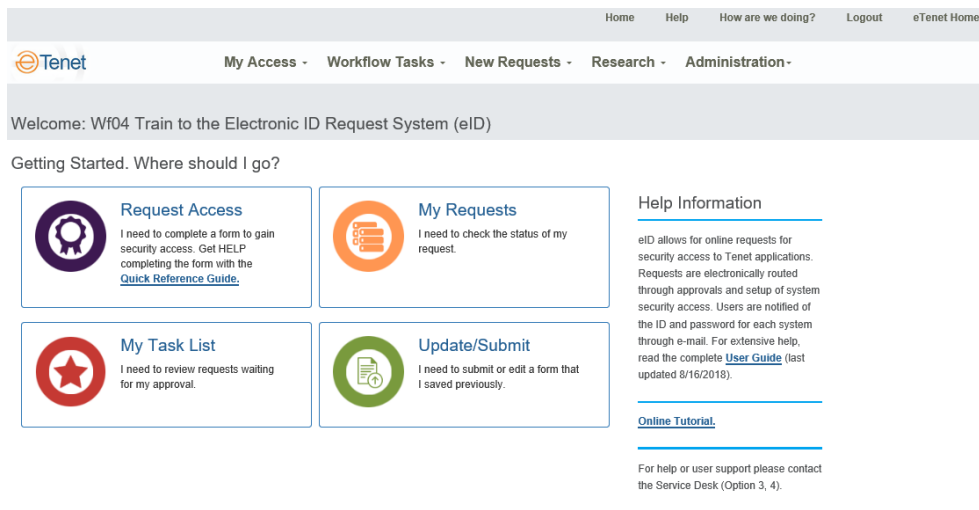 Home Help How are we doing? Logout eTenet Home
eTenet
My Access Workflow Tasks New Requests Research Administration
Welcome: Wf04 Train to the Electronic ID Request System (eID)
Getting Started. Where should I go?
Request Access
I need to complete a form to gain
security access. Get HELP
completing the form with the
Quick Reference Guide.
My Requests
I need to check the status of my
request.
My Task List
I need to review requests waiting
for my approval.
Update/Submit
I need to submit or edit a form that
I saved previously.
Help Information
eID allows for online requests for
security access to Tenet applications.
Requests are electronically routed
through approvals and setup of system
security access. Users are notified of
the ID and password for each system
through e-mail. For extensive help,
read the complete User Guide (last
updated 8/16/2018).
Online Tutorial.
For help or user support please contact
the Service Desk (Option 3, 4).